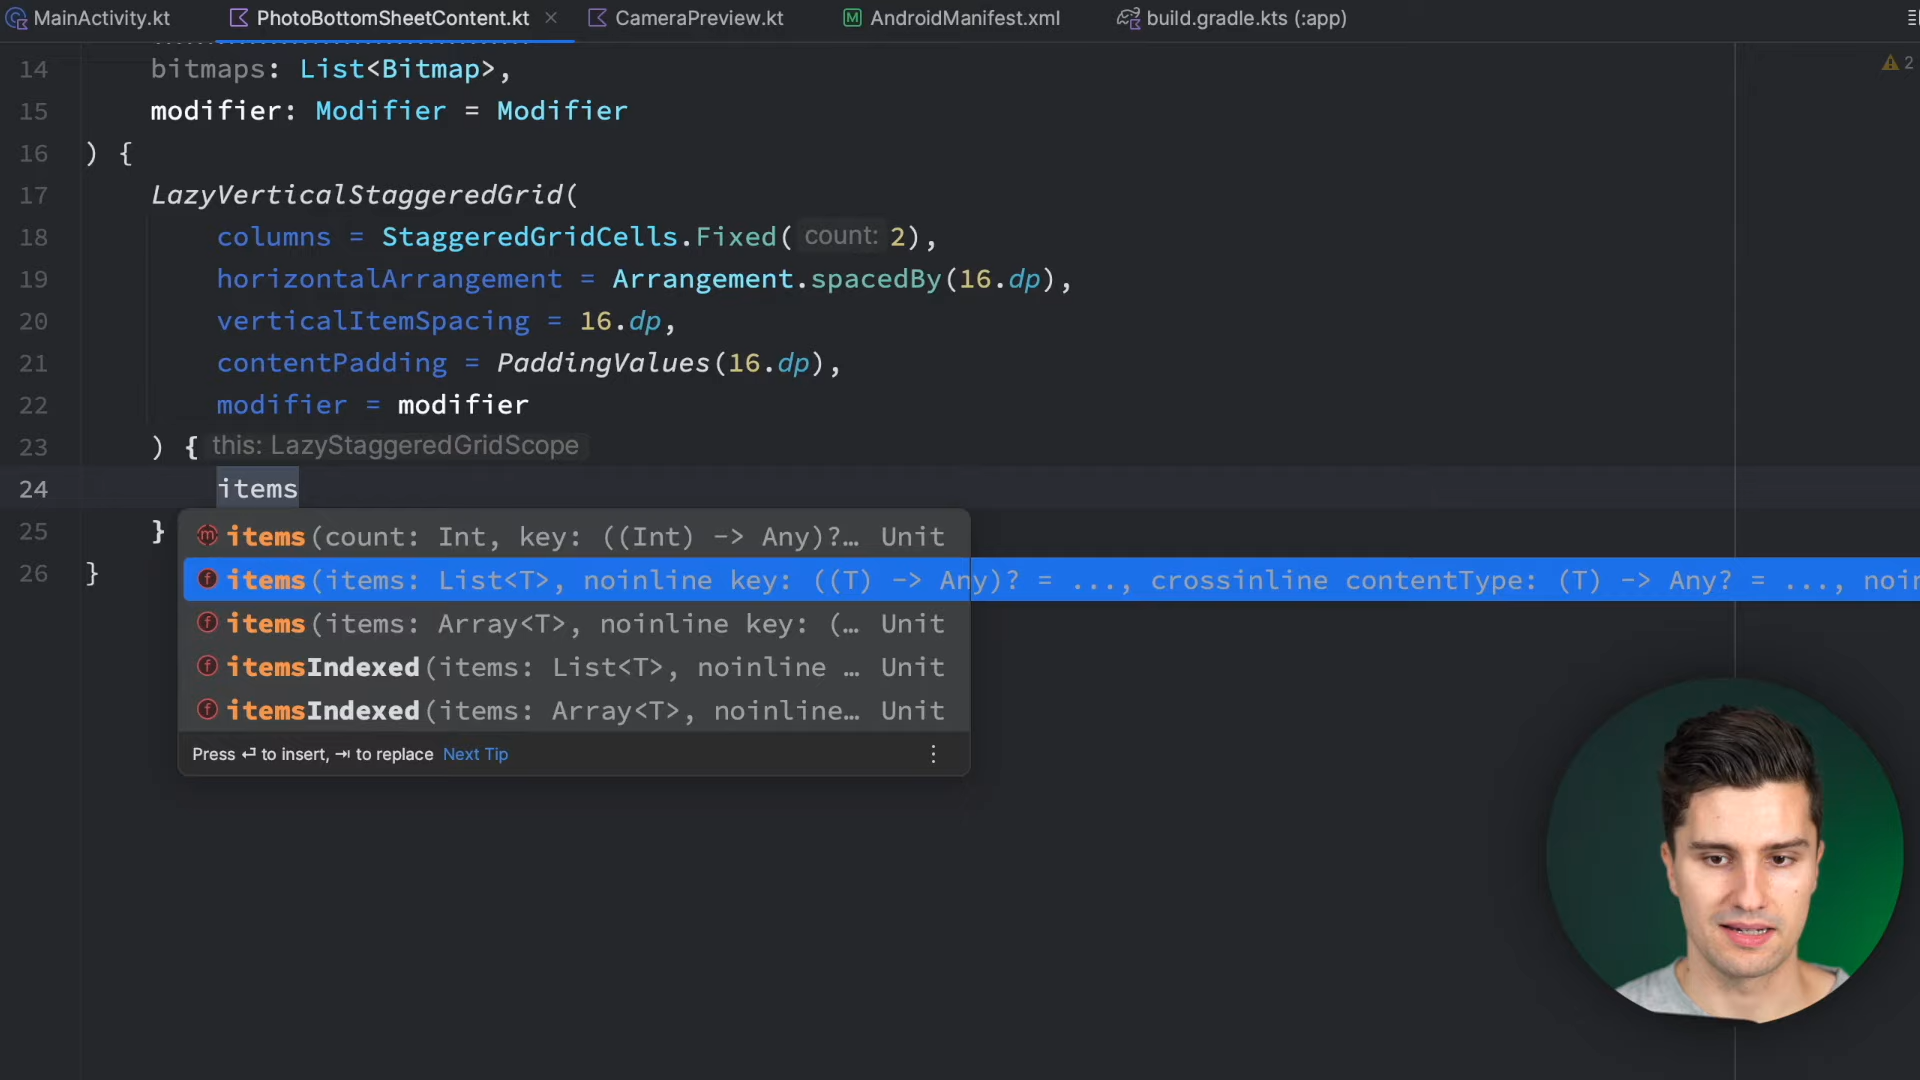 MainActivity.kt PhotoBottomSheetContent.kt CameraPreview.kt AndroidManifest.xml build.gradle.kts (:app)
14 bitmaps: List<Bitmap>, 2
15 modifier: Modifier = Modifier
16 ) {
17 LazyVerticalStaggeredGrid(
18 columns = StaggeredGridCells.Fixed( count: 2),
19 horizontalArrangement = Arrangement.spacedBy(16.dp),
20 verticalItemSpacing = 16.dp,
21 contentPadding = PaddingValues(16.dp),
22 modifier = modifier
23 ) { this: LazyStaggeredGridScope
24 items
25 }
26 }
items(count: Int, key: ((Int) -> Any)?… Unit
items(items: List<T>, noinline key: ((T) -> Any)? = ..., crossinline contentType: (T) -> Any? = ..., noin
items(items: Array<T>, noinline key: (… Unit
itemsIndexed(items: List<T>, noinline … Unit
itemsIndexed(items: Array<T>, noinline… Unit
Press ↵ to insert, ⇥ to replace Next Tip